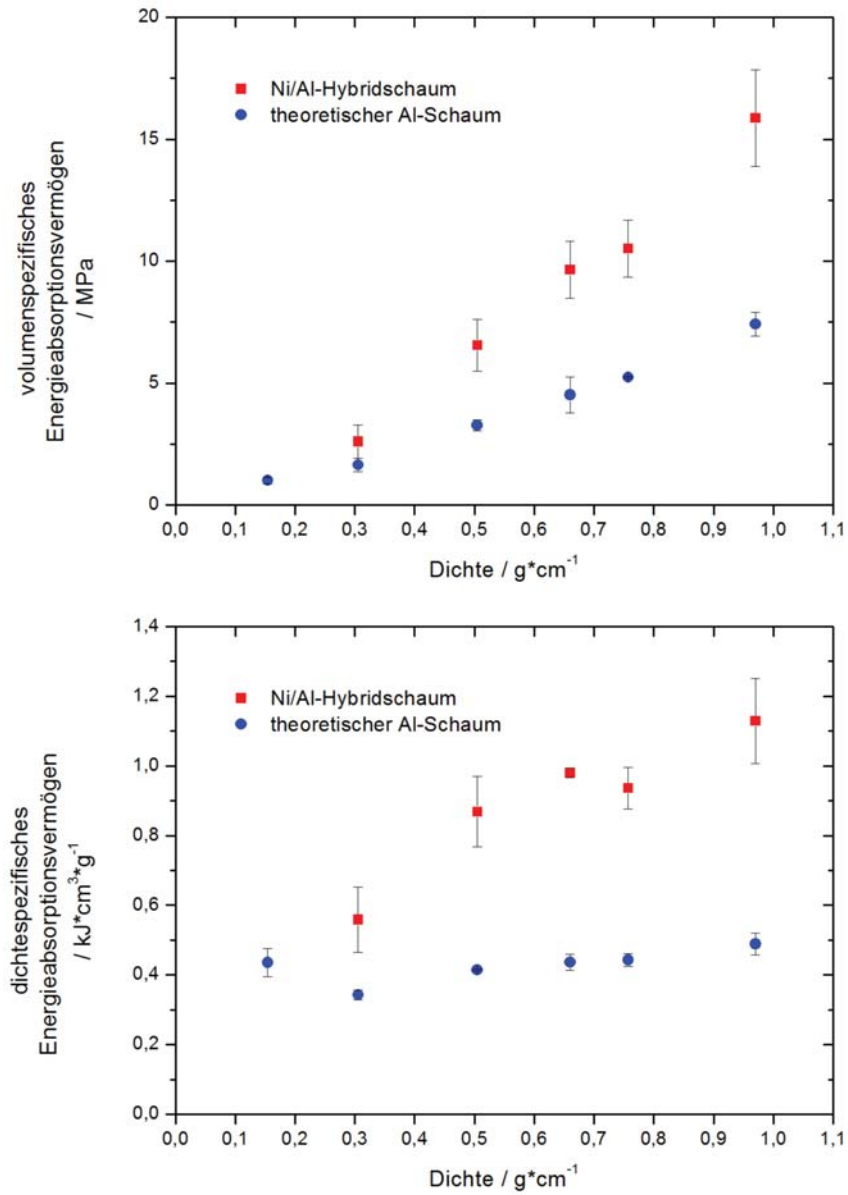 20
15
10
5
0
volumenspezifisches
Energieabsorptionsvermögen
/ MPa
Ni/Al-Hybridschaum
theoretischer Al-Schaum
0,0 0,1 0,2 0,3 0,4 0,5 0,6 0,7 0,8 0,9 1,0 1,1
Dichte / g*cm-1
1,4
1,2
1,0
0,8
0,6
0,4
0,2
0,0
dichtespezifisches
Energieabsorptionsvermögen
/ kJ*cm³*g-1
Ni/Al-Hybridschaum
theoretischer Al-Schaum
0,0 0,1 0,2 0,3 0,4 0,5 0,6 0,7 0,8 0,9 1,0 1,1
Dichte / g*cm-1